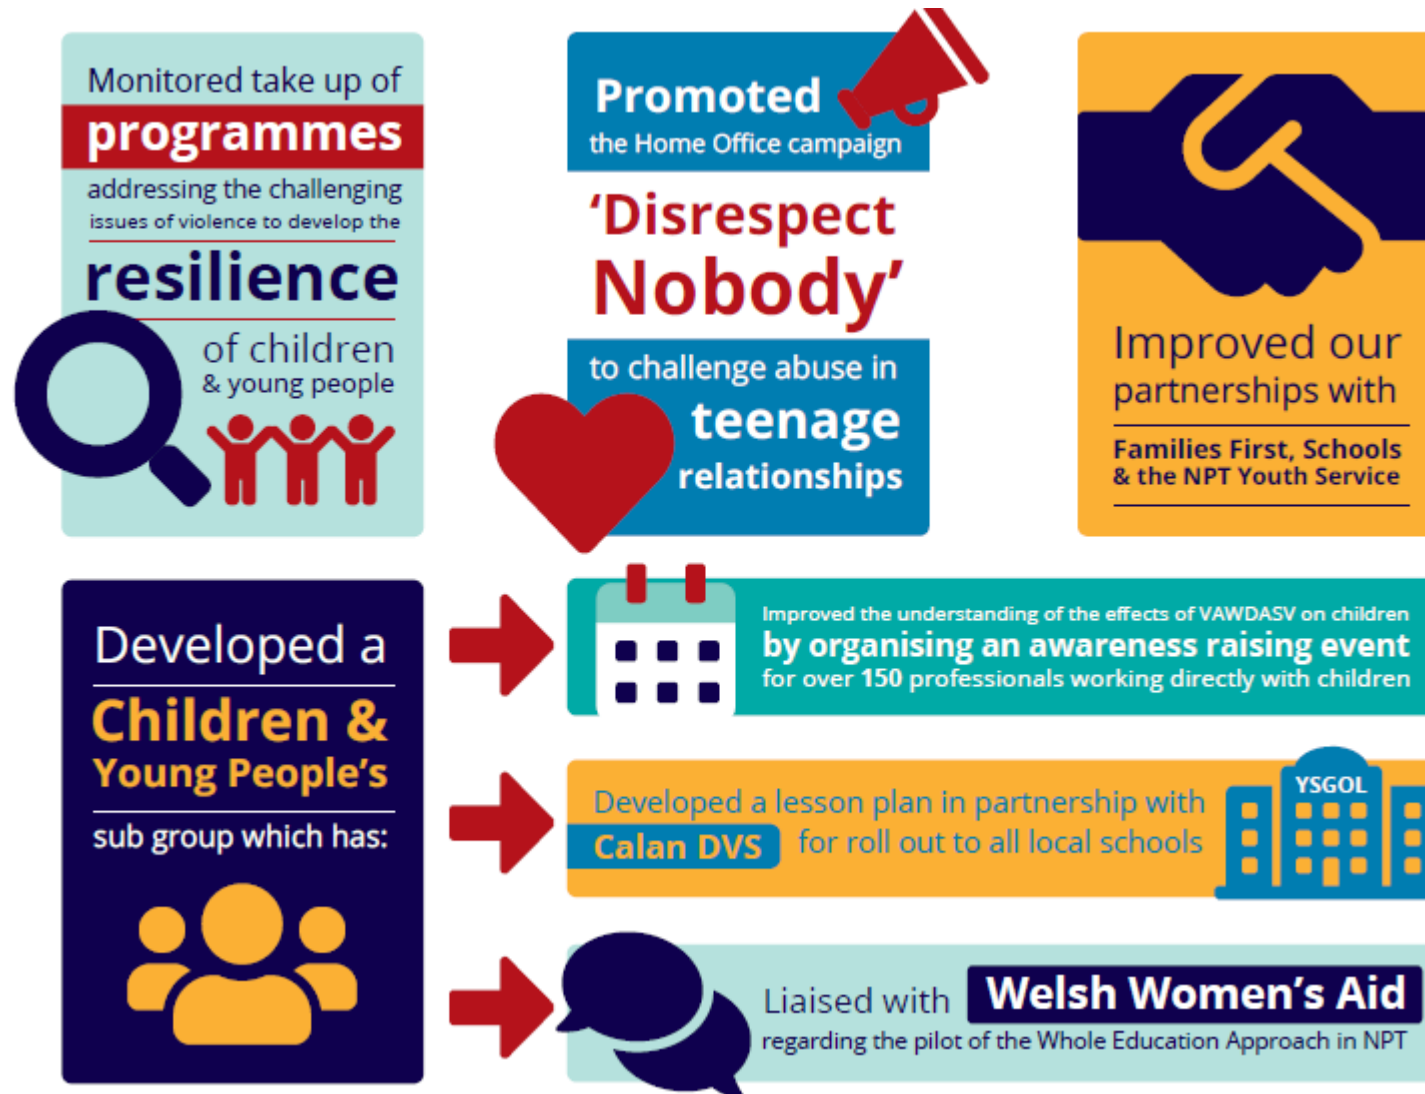 Monitored take up of
programmes
addressing the challenging
issues of violence to develop the
resilience
of children
& young people
Promoted
the Home Office campaign
‘Disrespect
Nobody’
to challenge abuse in
teenage
relationships
Improved our
partnerships with
Families First, Schools
& the NPT Youth Service
Developed a
Children &
Young People’s
sub group which has:
Improved the understanding of the effects of VAWDASV on children
by organising an awareness raising event
for over 150 professionals working directly with children
Developed a lesson plan in partnership with
Calan DVS for roll out to all local schools
YSGOL
Liaised with Welsh Women’s Aid
regarding the pilot of the Whole Education Approach in NPT